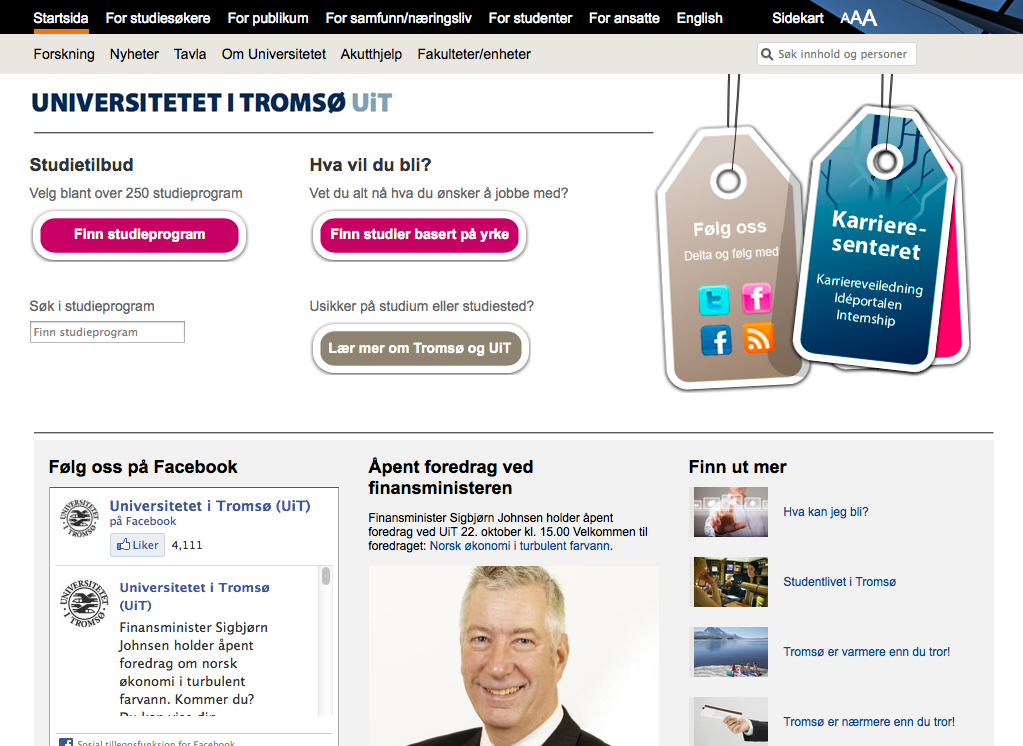 Startsida For studiesøkere For publikum For samfunn/næringsliv For studenter For ansatte English Sidekart AAA
Forskning Nyheter Tavla Om Universitetet Akutthjelp Fakulteter/enheter Søk innhold og personer
UNIVERSITETET I TROMSØ UiT
Studietilbud
Velg blant over 250 studieprogram
Finn studieprogram
Søk i studieprogram
Finn studieprogram
Hva vil du bli?
Vet du alt nå hva du ønsker å jobbe med?
Finn studier basert på yrke
Usikker på studium eller studiested?
Lær mer om Tromsø og UiT
Følg oss
Delta og følg med
Karriere-
senteret
Karriereveiledning
Idéportalen
Internship
Følg oss på Facebook
UNIVERSITETET I TROMSØ
Universitetet i Tromsø (UiT)
på Facebook
Liker 4,111
UNIVERSITETET I TROMSØ
Universitetet i Tromsø
(UiT)
Finansminister Sigbjørn
Johnsen holder åpent
foredrag om norsk
økonomi i turbulent
farvann. Kommer du?
Du kan vise din
Sosial tilleggsfunksjon for Facebook
Åpent foredrag ved
finansministeren
Finansminister Sigbjørn Johnsen holder åpent
foredrag ved UiT 22. oktober kl. 15.00 Velkommen til
foredraget: Norsk økonomi i turbulent farvann.
Finn ut mer
Hva kan jeg bli?
Studentlivet i Tromsø
Tromsø er varmere enn du tror!
Tromsø er nærmere enn du tror!